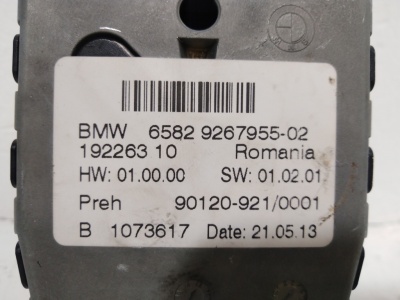 BMW 6582 9267955-02
192263 10 Romania
HW: 01.00.00 SW: 01.02.01
Preh 90120-921/0001
B 1073617 Date: 21.05.13